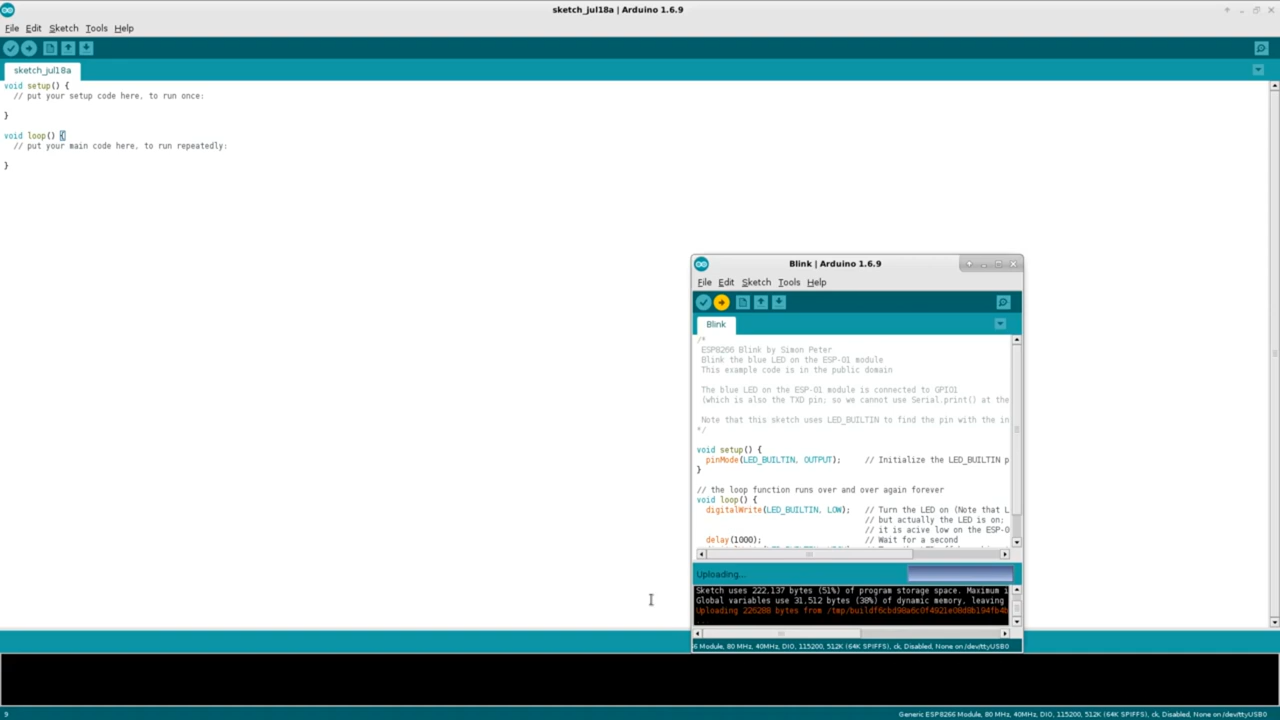 sketch_jul18a | Arduino 1.6.9
File Edit Sketch Tools Help
sketch_jul18a
void setup() {
// put your setup code here, to run once:
}
void loop() {
// put your main code here, to run repeatedly:
}
Blink | Arduino 1.6.9
File Edit Sketch Tools Help
Blink
/*
ESP8266 Blink by Simon Peter
Blink the blue LED on the ESP-01 module
This example code is in the public domain
The blue LED on the ESP-01 module is connected to GPIO1
(which is also the TXD pin; so we cannot use Serial.print() at the
Note that this sketch uses LED_BUILTIN to find the pin with the in
*/
void setup() {
pinMode(LED_BUILTIN, OUTPUT); // Initialize the LED_BUILTIN p
}
// the loop function runs over and over again forever
void loop() {
digitalWrite(LED_BUILTIN, LOW); // Turn the LED on (Note that L
// but actually the LED is on;
// it is acive low on the ESP-0
delay(1000); // Wait for a second
Uploading...
Sketch uses 222,137 bytes (51%) of program storage space. Maximum i
Global variables use 31,512 bytes (38%) of dynamic memory, leaving
Uploading 226288 bytes from
6 Module, 80 MHz, 40MHz, DIO, 115200, 512K (64K SPIFFS), ck, Disabled, None on /dev/ttyUSB0
9
Generic ESP8266 Module, 80 MHz, 40MHz, DIO, 115200, 512K (64K SPIFFS), ck, Disabled, None on /dev/ttyUSB0